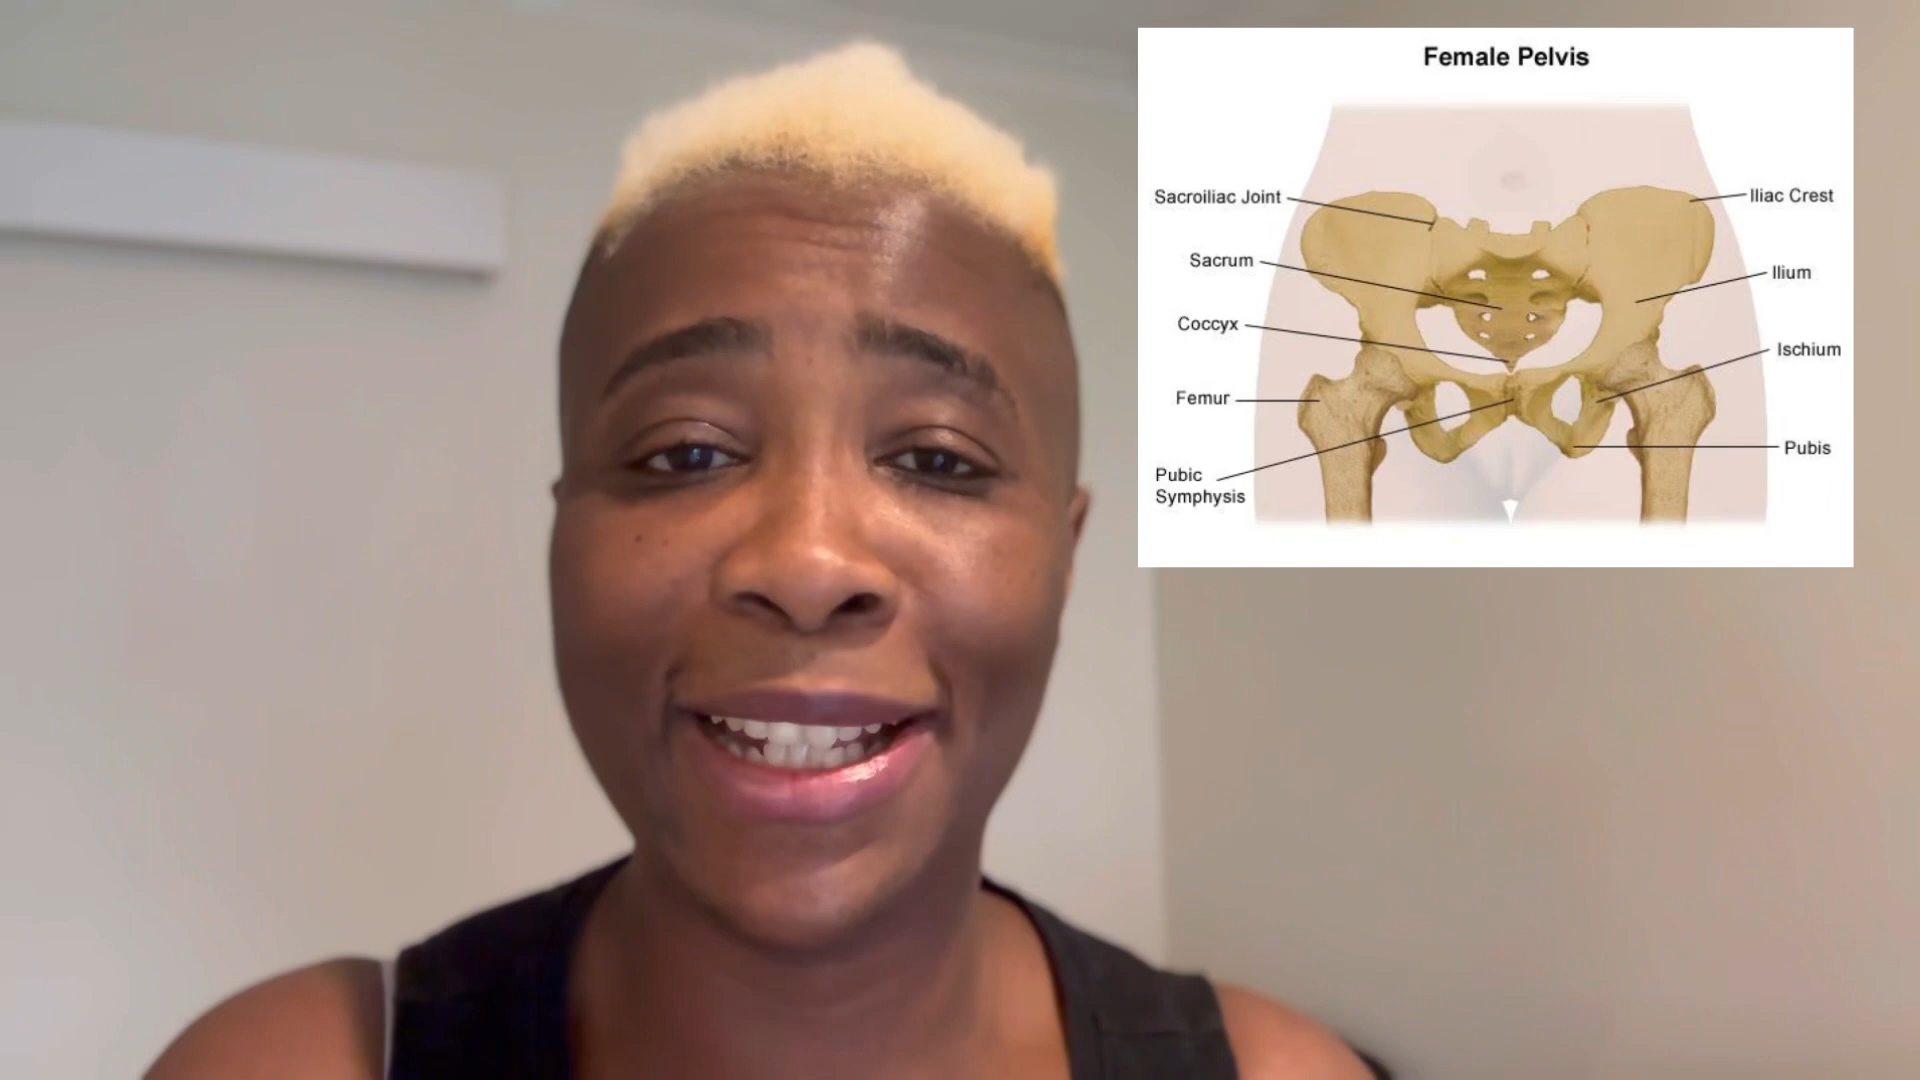 Female Pelvis
Sacroiliac Joint
Iliac Crest
Sacrum
Ilium
Coccyx
Ischium
Femur
Pubis
Pubic
Symphysis